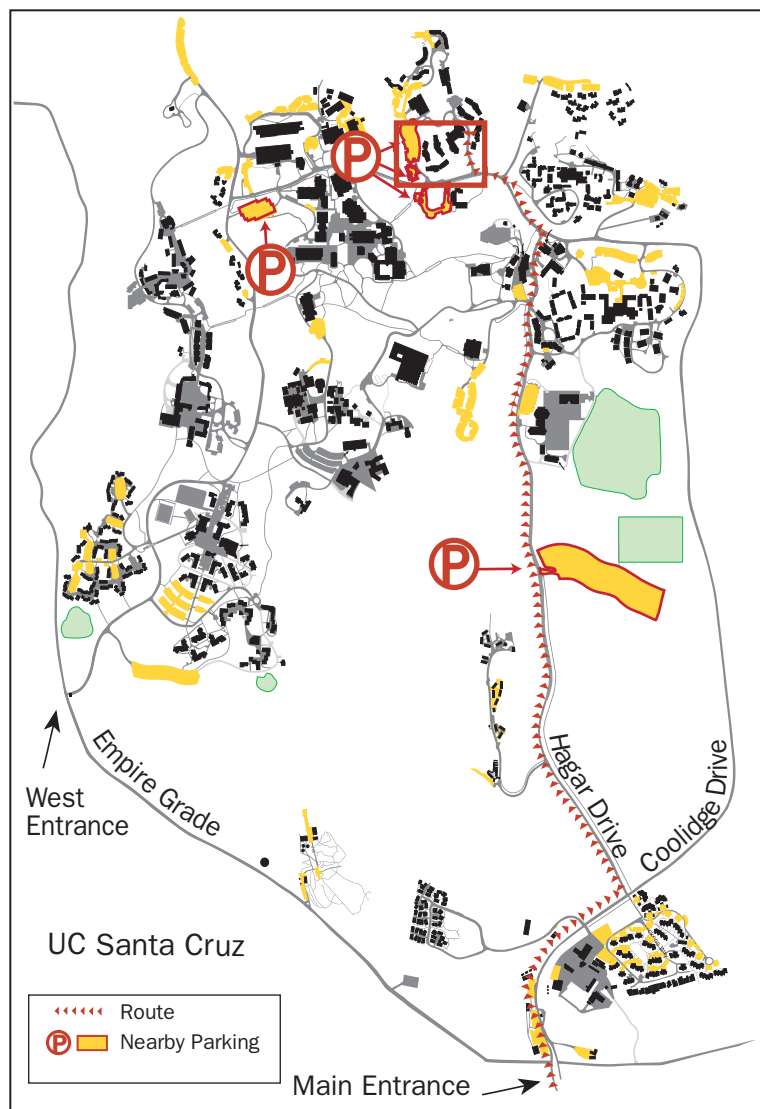 P
P
P
West
Entrance
Empire Grade
Hagar Drive
Coolidge Drive
UC Santa Cruz
Route
P Nearby Parking
Main Entrance